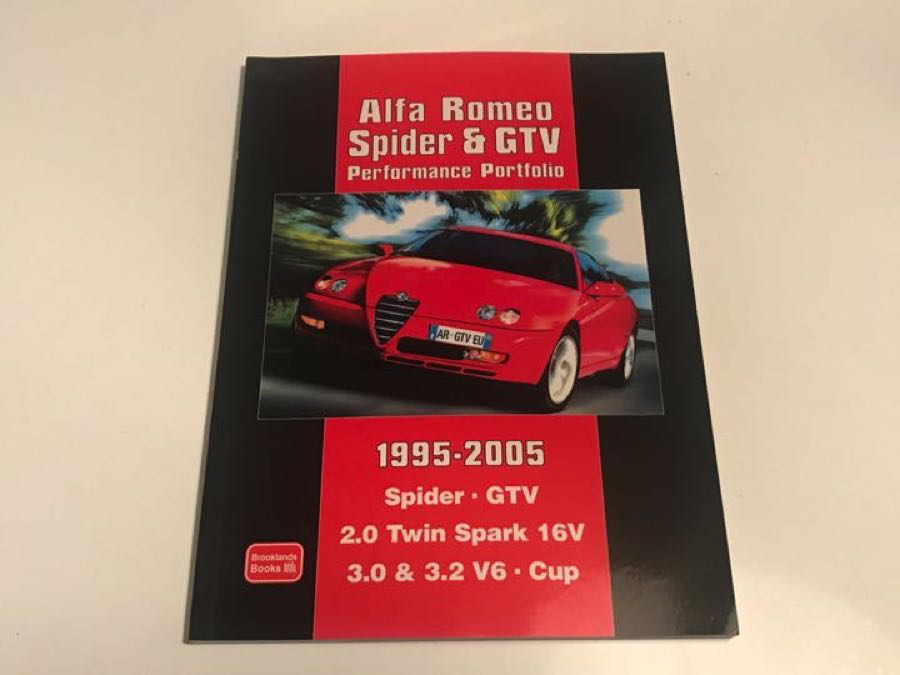 Alfa Romeo
Spider & GTV
Performance Portfolio
AR GTV EU
1995-2005
Spider · GTV
2.0 Twin Spark 16V
3.0 & 3.2 V6 · Cup
Brooklands
Books